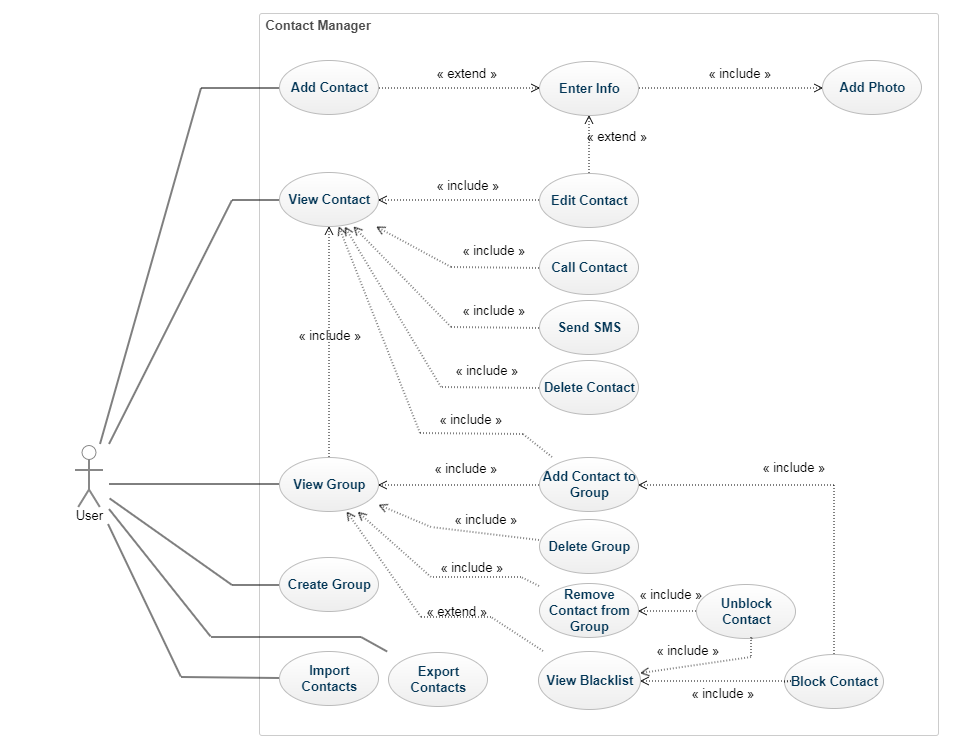 Contact Manager
Add Contact
« extend »
Enter Info
« include »
Add Photo
« extend »
View Contact
« include »
Edit Contact
« include »
Call Contact
« include »
Send SMS
« include »
« include »
Delete Contact
« include »
User
View Group
« include »
Add Contact to
Group
« include »
« include »
Delete Group
« include »
Create Group
Remove
Contact from
Group
« include »
Unblock
Contact
« extend »
Import
Contacts
Export
Contacts
View Blacklist
« include »
« include »
Block Contact